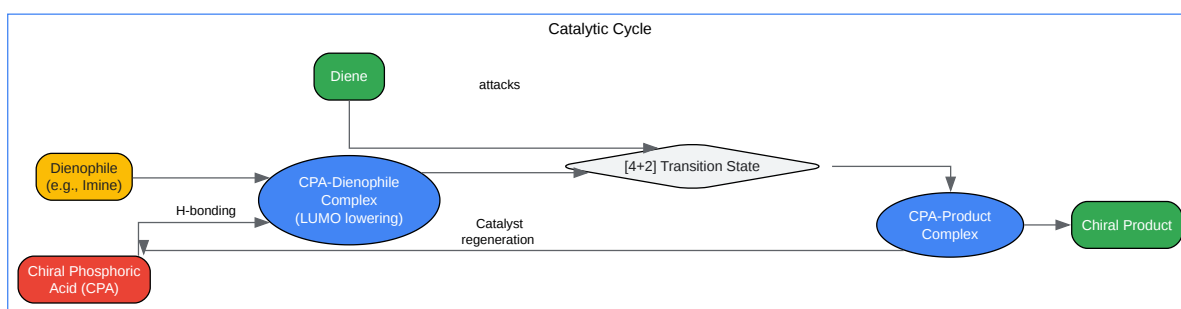 Catalytic Cycle
Diene
attacks
Dienophile
(e.g., Imine)
CPA-Dienophile
Complex
(LUMO lowering)
[4+2] Transition State
H-bonding
Catalyst
regeneration
CPA-Product
Complex
Chiral Product
Chiral Phosphoric
Acid (CPA)